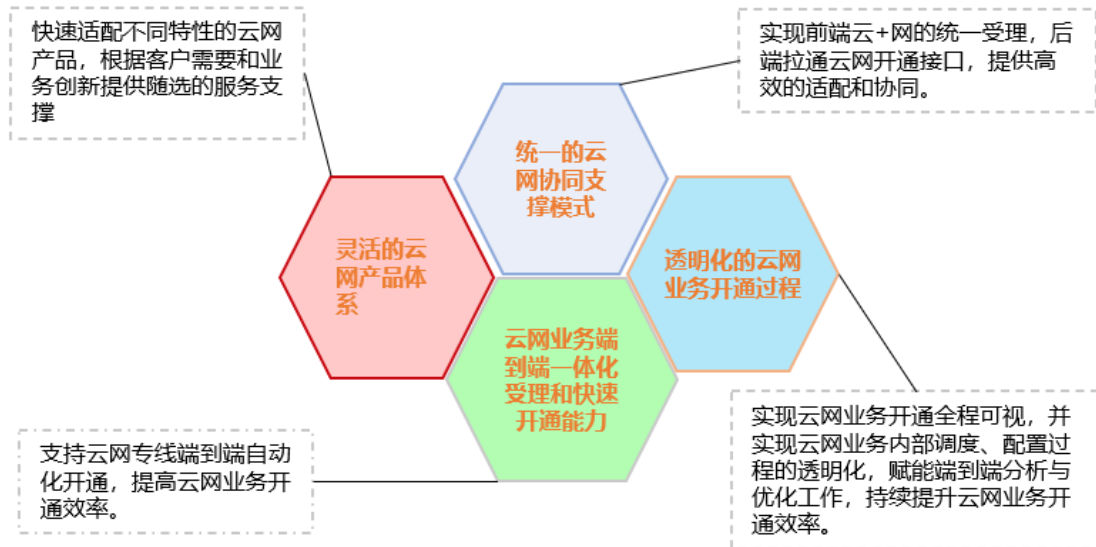 快速适配不同特性的云网
产品，根据客户需要和业
务创新提供随选的服务支
撑
实现前端云+网的统一受理，后
端拉通云网开通接口，提供高
效的适配和协同。
统一的云
网协同支
撑模式
灵活的云
网产品体
系
透明化的云网
业务开通过程
云网业务端
到端一体化
受理和快速
开通能力
支持云网专线端到端自动
化开通，提高云网业务开
通效率。
实现云网业务开通全程可视，并
实现云网业务内部调度、配置过
程的透明化，赋能端到端分析与
优化工作，持续提升云网业务开
通效率。